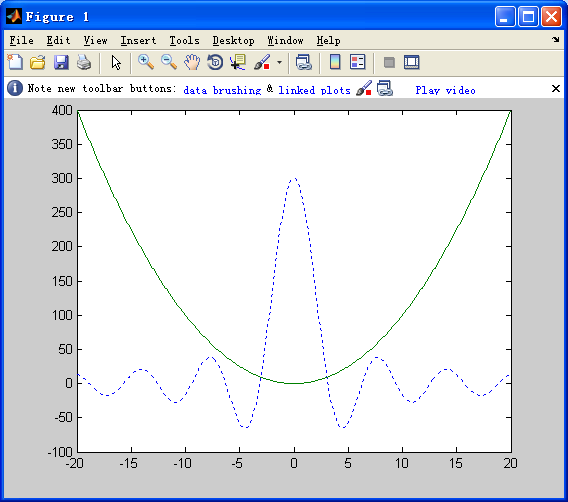 Figure 1
File Edit View Insert Tools Desktop Window Help
Note new toolbar buttons: data brushing & linked plots Play video
400
350
300
250
200
150
100
50
0
-50
-100
-20 -15 -10 -5 0 5 10 15 20